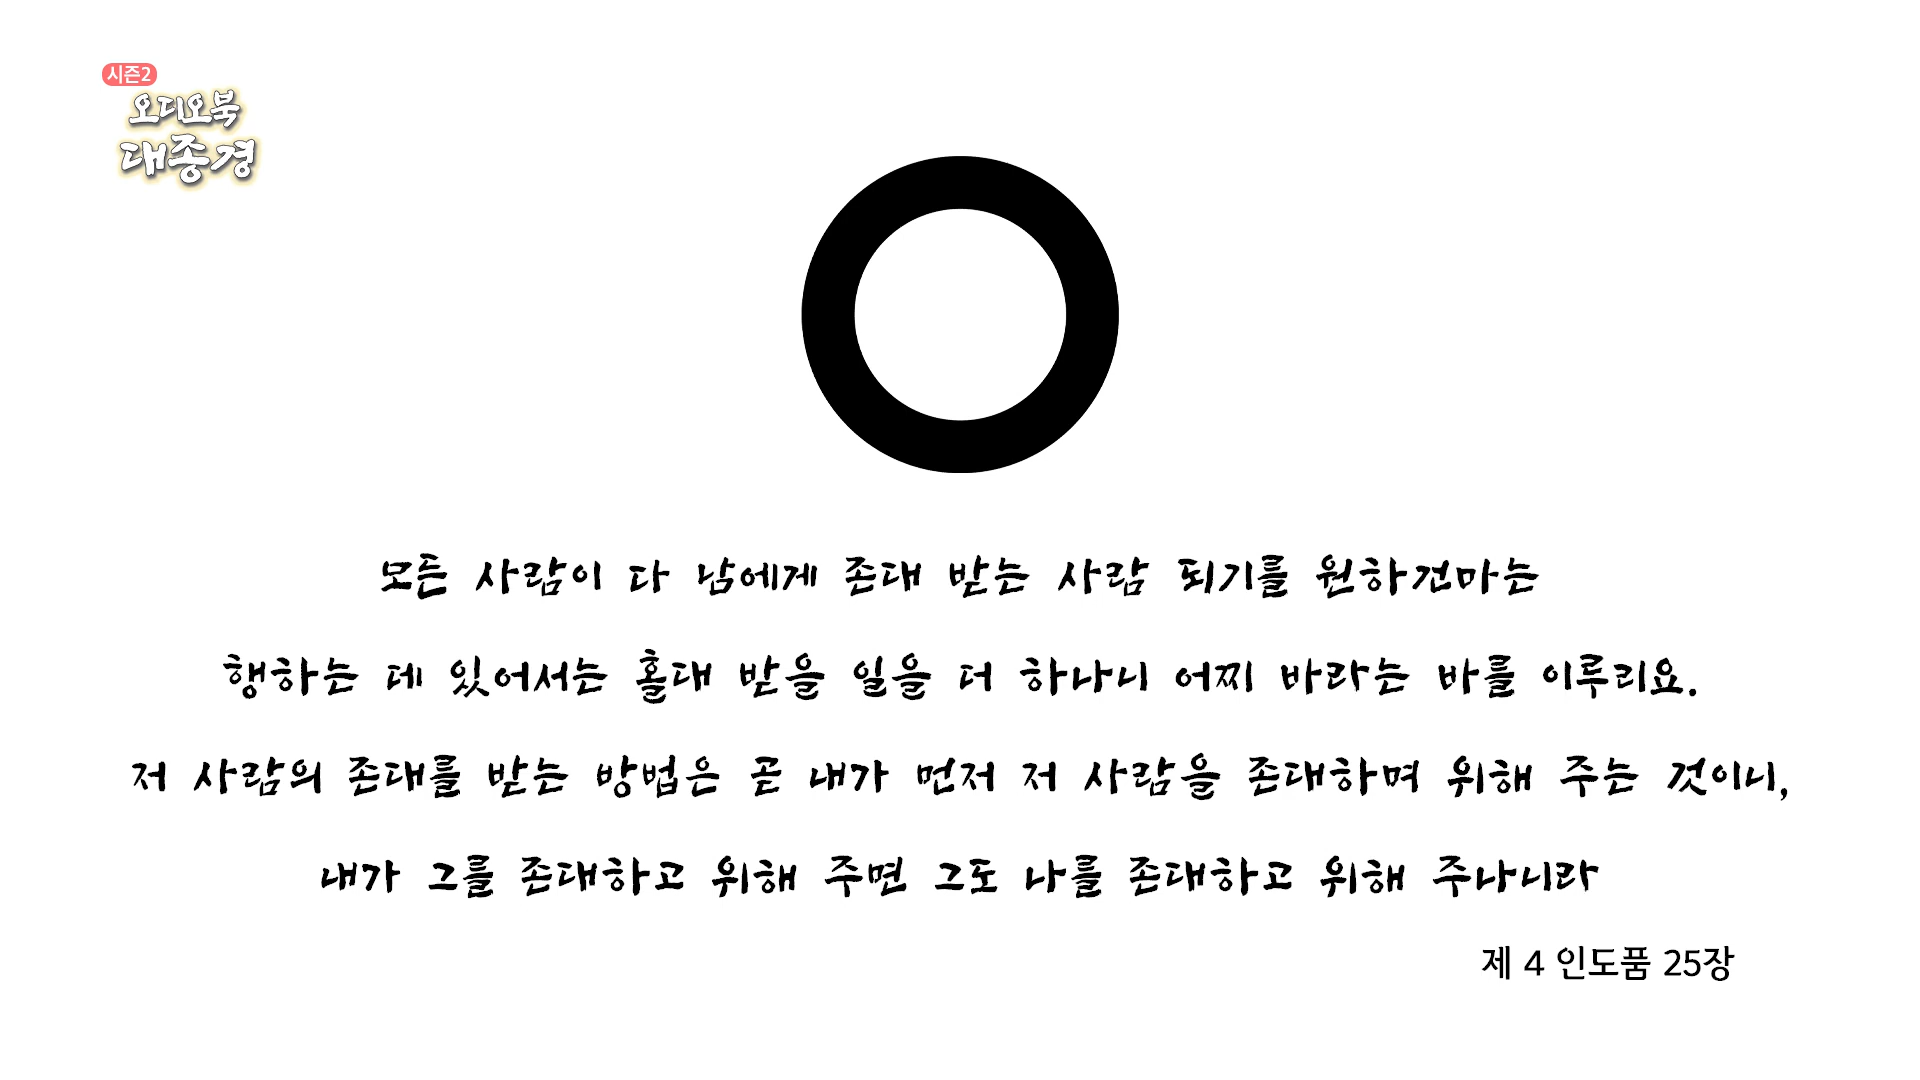 시즌2
오디오북
대종경
모든 사람이 다 남에게 존대 받는 사람 되기를 원하건마는
행하는 데 있어서는 홀대 받을 일을 더 하나니 어찌 바라는 바를 이루리요.
저 사람의 존대를 받는 방법은 곧 내가 먼저 저 사람을 존대하며 위해 주는 것이니,
내가 그를 존대하고 위해 주면 그도 나를 존대하고 위해 주나니라
제 4 인도품 25장